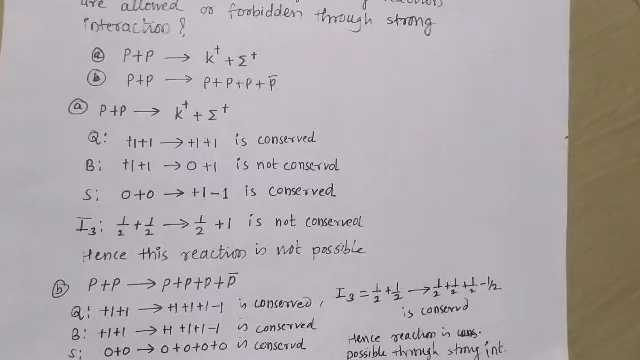 are allowed or forbidden through strong
interaction?
ⓐ P+P → K⁺ + Σ⁺
ⓑ P+P → P+P+P+p̅
ⓐ P+P → K⁺ + Σ⁺
Q: +1+1 → +1+1 is conserved
B: +1+1 → 0+1 is not conservd
S: 0+0 → +1-1 is conserved
I₃: 1/2 + 1/2 → 1/2 + 1 is not conserved
Hence this reaction is not possible
ⓑ P+P → P+P+P+p̅
Q: +1+1 → +1+1+1-1 is conserved,
B: +1+1 → +1+1+1-1 is conserved
S: 0+0 → 0+0+0+0 is conservd
I₃ = 1/2 + 1/2 → 1/2 + 1/2 + 1/2 - 1/2
is conservd
Hence reaction is
possible through strong int.